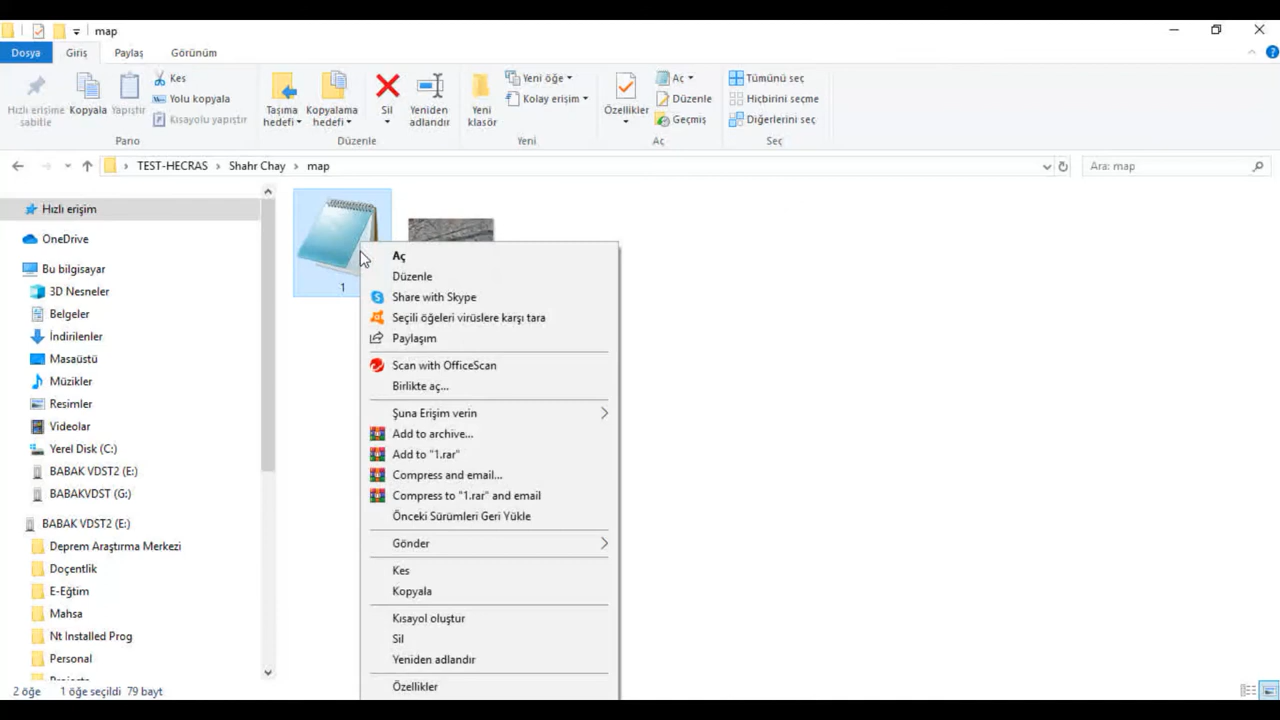 map
Dosya
Giriş
Paylaş
Görünüm
Hızlı erişime sabitle
Kopyala
Yapıştır
Kes
Yolu kopyala
Kısayolu yapıştır
Pano
Taşıma hedefi
Kopyalama hedefi
Sil
Yeniden adlandır
Düzenle
Yeni klasör
Yeni öğe
Kolay erişim
Yeni
Özellikler
Aç
Düzenle
Geçmiş
Aç
Tümünü seç
Hiçbirini seçme
Diğerlerini seç
Seç
TEST-HECRAS > Shahr Chay > map
Ara: map
Hızlı erişim
OneDrive
Bu bilgisayar
3D Nesneler
Belgeler
İndirilenler
Masaüstü
Müzikler
Resimler
Videolar
Yerel Disk (C:)
BABAK VDST2 (E:)
BABAKVDST (G:)
BABAK VDST2 (E:)
Deprem Araştırma Merkezi
Doçentlik
E-Eğtim
Mahsa
Nt Installed Prog
Personal
1
Aç
Düzenle
Share with Skype
Seçili öğeleri virüslere karşı tara
Paylaşım
Scan with OfficeScan
Birlikte aç...
Şuna Erişim verin
Add to archive...
Add to "1.rar"
Compress and email...
Compress to "1.rar" and email
Önceki Sürümleri Geri Yükle
Gönder
Kes
Kopyala
Kısayol oluştur
Sil
Yeniden adlandır
Özellikler
2 öğe
1 öğe seçildi 79 bayt